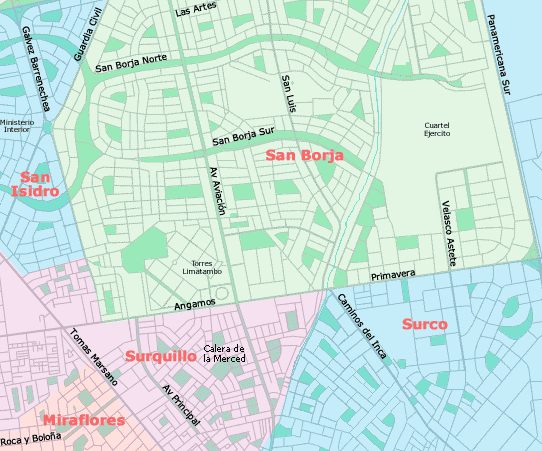 Las Artes
Guardia Civil
Galvez Barrenechea
Panamericana Sur
San Borja Norte
San Luis
Ministerio
Interior
Cuartel
Ejercito
San Borja Sur
San Borja
San
Isidro
Av Aviación
Velasco Astete
Torres
Limatambo
Primavera
Angamos
Caminos del Inca
Surco
Tomas Marsano
Surquillo
Calera de
la Merced
Av Principal
Miraflores
Roca y Boloña